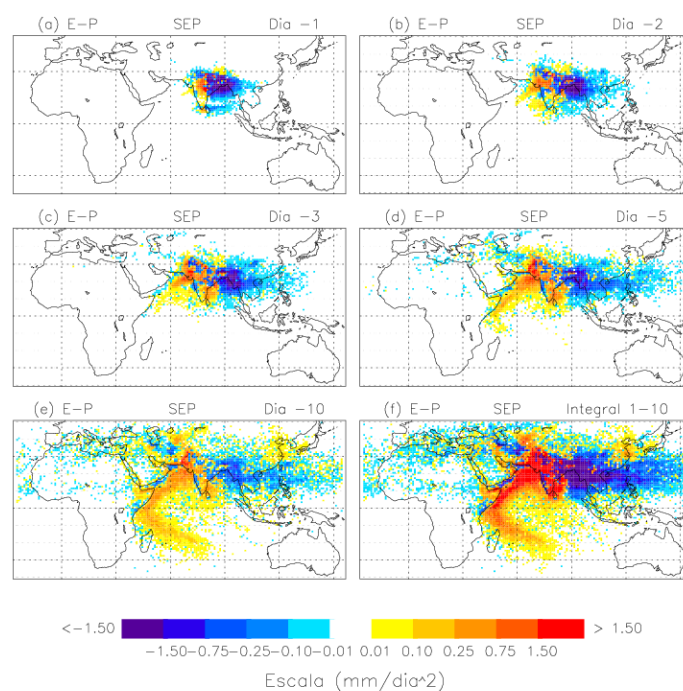 (a) E-P SEP Dia -1
(b) E-P SEP Dia -2
(c) E-P SEP Dia -3
(d) E-P SEP Dia -5
(e) E-P SEP Dia -10
(f) E-P SEP Integral 1-10
<-1.50 > 1.50
-1.50-0.75-0.25-0.10-0.01 0.01 0.10 0.25 0.75 1.50
Escala (mm/dia^2)